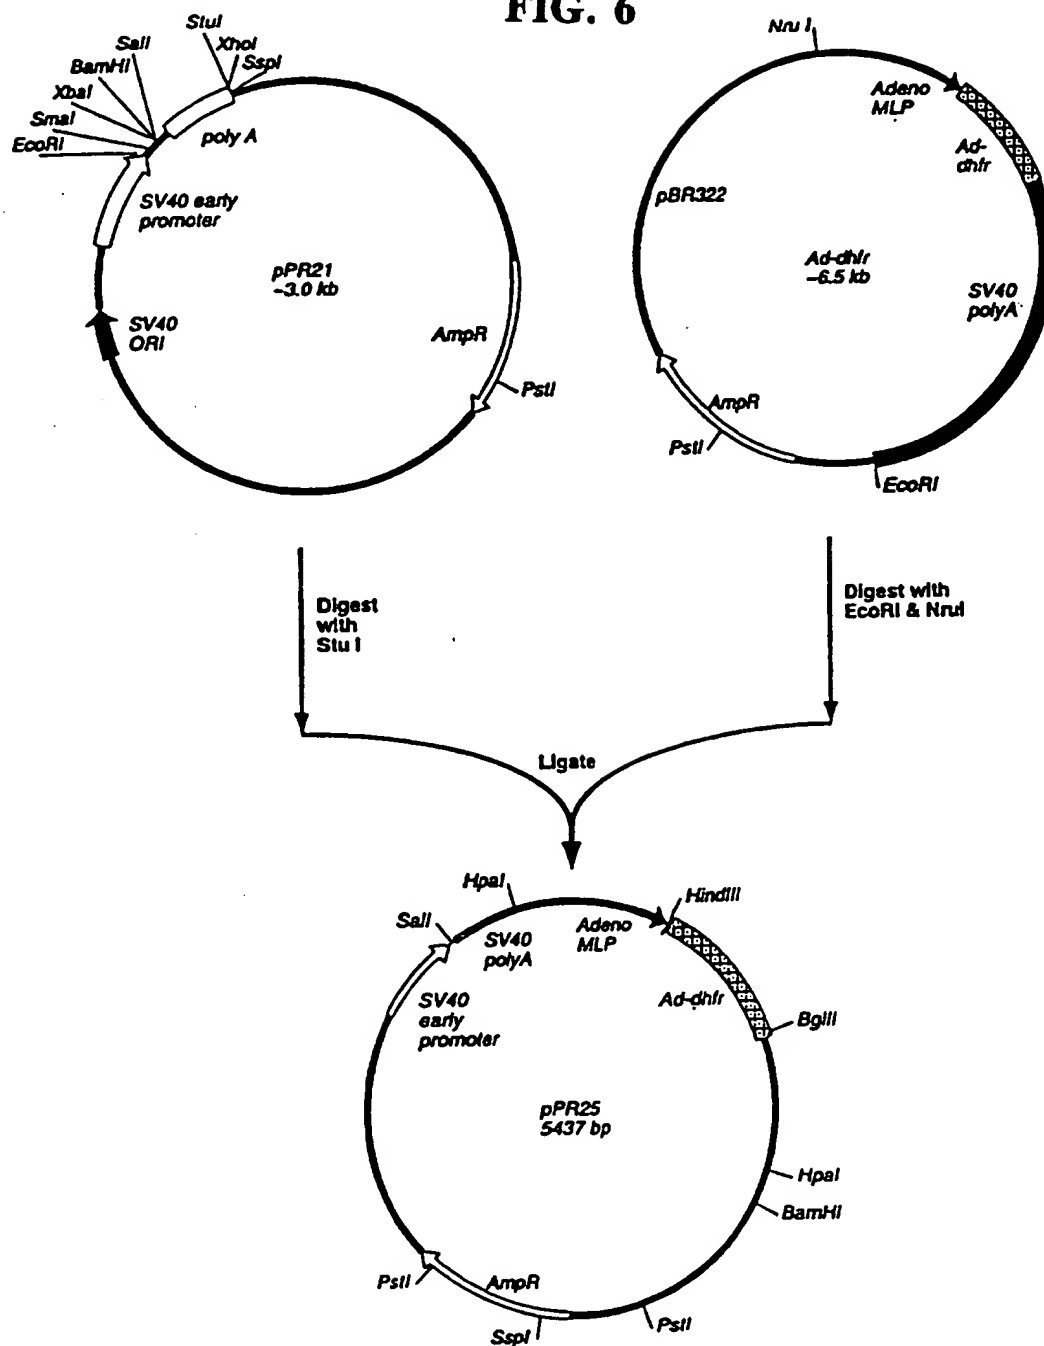 FIG. 6
StuI
XhoI
SspI
SalI
BamHI
XbaI
SmaI
EcoRI
poly A
SV40 early
promoter
pPR21
~3.0 kb
SV40
ORI
AmpR
PstI
Nru I
Adeno
MLP
Ad-
dhfr
pBR322
Ad-dhfr
~6.5 kb
SV40
polyA
AmpR
PstI
EcoRI
Digest
with
Stu I
Digest with
EcoRI & NruI
Ligate
HpaI
HindIII
SalI
SV40
polyA
Adeno
MLP
SV40
early
promoter
Ad-dhfr
BglII
pPR25
5437 bp
HpaI
BamHI
PstI
AmpR
SspI
PstI